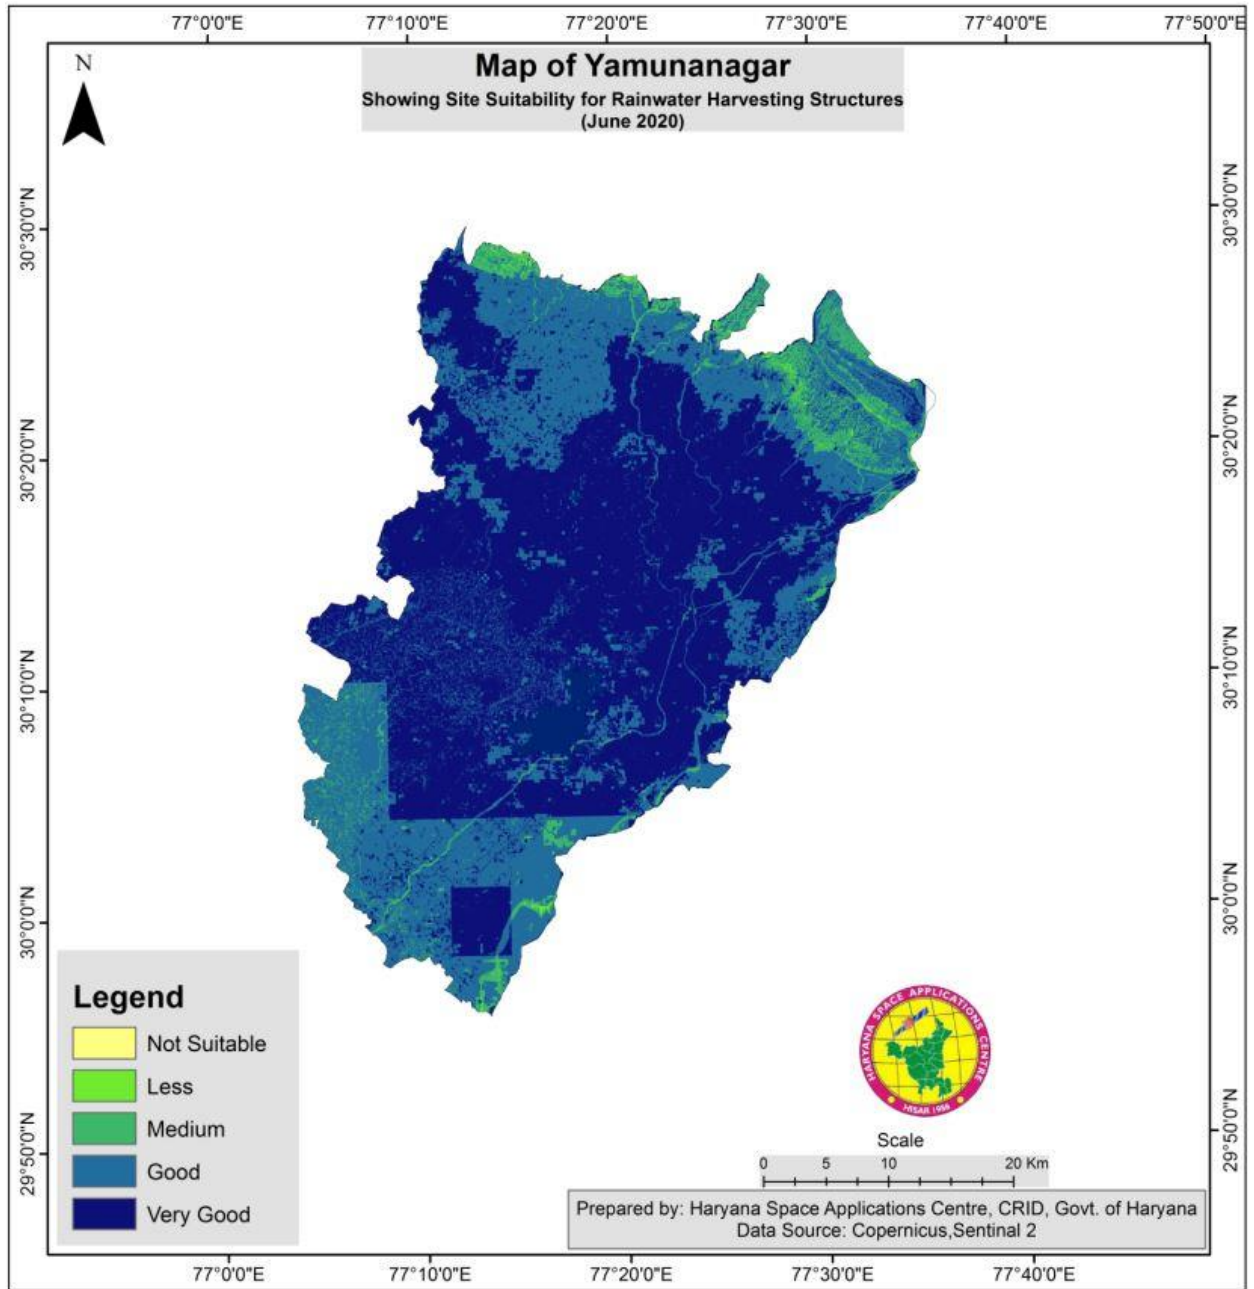 77°0'0"E 77°10'0"E 77°20'0"E 77°30'0"E 77°40'0"E 77°50'0"E
N
Map of Yamunanagar
Showing Site Suitability for Rainwater Harvesting Structures
(June 2020)
30°30'0"N
30°30'0"N
30°20'0"N
30°20'0"N
30°10'0"N
30°10'0"N
30°0'0"N
30°0'0"N
29°50'0"N
29°50'0"N
Legend
Not Suitable
Less
Medium
Good
Very Good
HARYANA SPACE APPLICATIONS CENTRE
HISAR 1986
Scale
0 5 10 20 Km
Prepared by: Haryana Space Applications Centre, CRID, Govt. of Haryana
Data Source: Copernicus,Sentinal 2
77°0'0"E 77°10'0"E 77°20'0"E 77°30'0"E 77°40'0"E